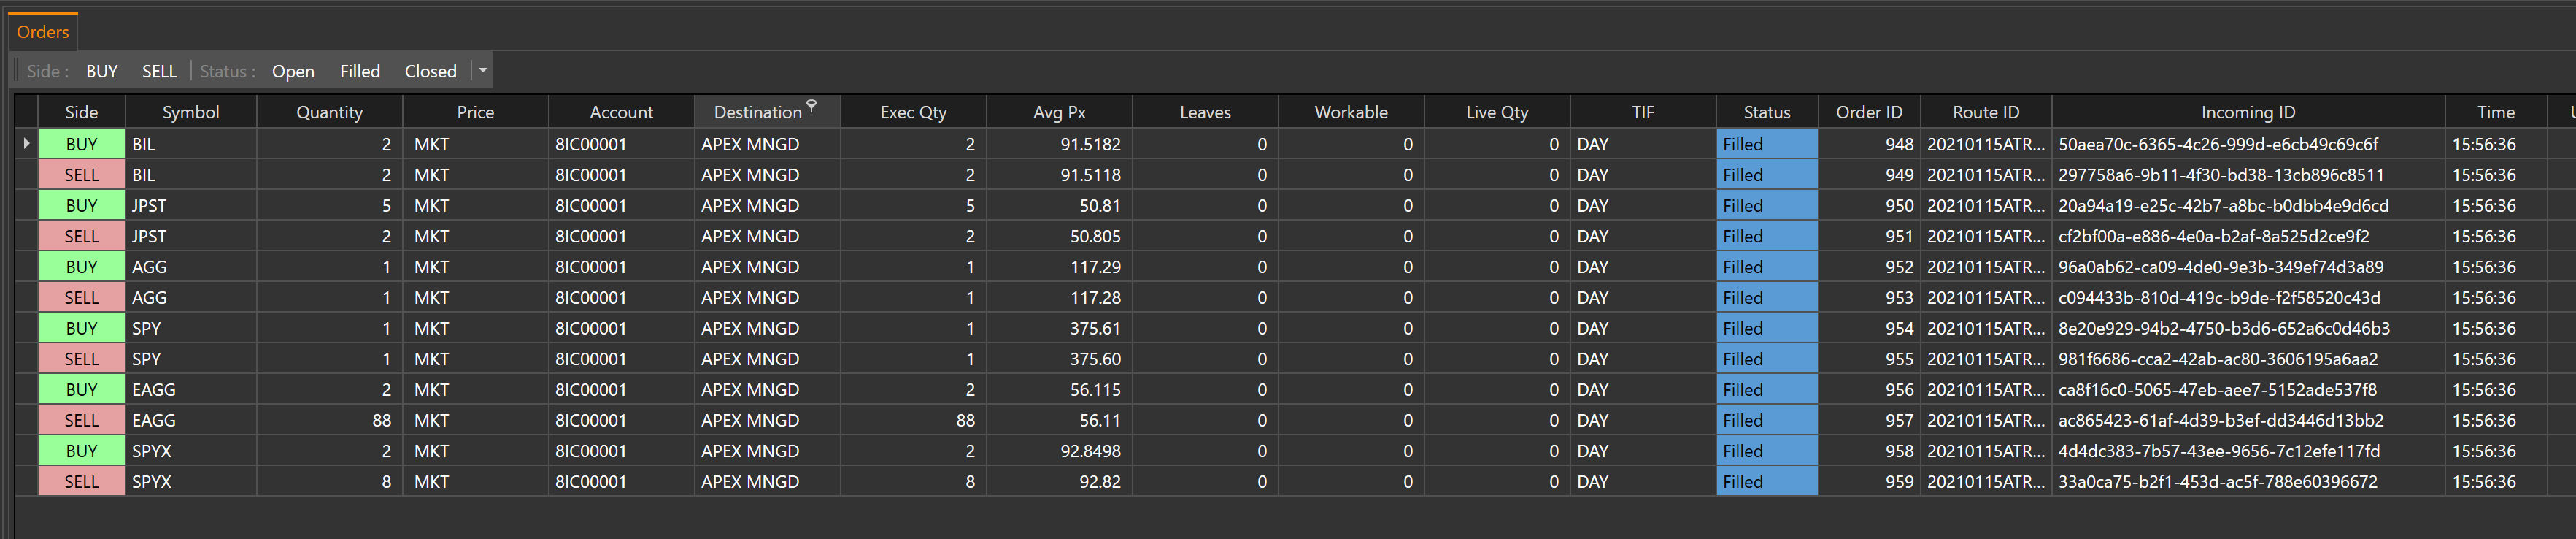 Orders
Side : BUY SELL Status : Open Filled Closed
Side Symbol Quantity Price Account Destination Exec Qty Avg Px Leaves Workable Live Qty TIF Status Order ID Route ID Incoming ID Time
BUY BIL 2 MKT 8IC00001 APEX MNGD 2 91.5182 0 0 0 DAY Filled 948 20210115ATR... 50aea70c-6365-4c26-999d-e6cb49c69c6f 15:56:36
SELL BIL 2 MKT 8IC00001 APEX MNGD 2 91.5118 0 0 0 DAY Filled 949 20210115ATR... 297758a6-9b11-4f30-bd38-13cb896c8511 15:56:36
BUY JPST 5 MKT 8IC00001 APEX MNGD 5 50.81 0 0 0 DAY Filled 950 20210115ATR... 20a94a19-e25c-42b7-a8bc-b0dbb4e9d6cd 15:56:36
SELL JPST 2 MKT 8IC00001 APEX MNGD 2 50.805 0 0 0 DAY Filled 951 20210115ATR... cf2bf00a-e886-4e0a-b2af-8a525d2ce9f2 15:56:36
BUY AGG 1 MKT 8IC00001 APEX MNGD 1 117.29 0 0 0 DAY Filled 952 20210115ATR... 96a0ab62-ca09-4de0-9e3b-349ef74d3a89 15:56:36
SELL AGG 1 MKT 8IC00001 APEX MNGD 1 117.28 0 0 0 DAY Filled 953 20210115ATR... c094433b-810d-419c-b9de-f2f58520c43d 15:56:36
BUY SPY 1 MKT 8IC00001 APEX MNGD 1 375.61 0 0 0 DAY Filled 954 20210115ATR... 8e20e929-94b2-4750-b3d6-652a6c0d46b3 15:56:36
SELL SPY 1 MKT 8IC00001 APEX MNGD 1 375.60 0 0 0 DAY Filled 955 20210115ATR... 981f6686-cca2-42ab-ac80-3606195a6aa2 15:56:36
BUY EAGG 2 MKT 8IC00001 APEX MNGD 2 56.115 0 0 0 DAY Filled 956 20210115ATR... ca8f16c0-5065-47eb-aee7-5152ade537f8 15:56:36
SELL EAGG 88 MKT 8IC00001 APEX MNGD 88 56.11 0 0 0 DAY Filled 957 20210115ATR... ac865423-61af-4d39-b3ef-dd3446d13bb2 15:56:36
BUY SPYX 2 MKT 8IC00001 APEX MNGD 2 92.8498 0 0 0 DAY Filled 958 20210115ATR... 4d4dc383-7b57-43ee-9656-7c12efe117fd 15:56:36
SELL SPYX 8 MKT 8IC00001 APEX MNGD 8 92.82 0 0 0 DAY Filled 959 20210115ATR... 33a0ca75-b2f1-453d-ac5f-788e60396672 15:56:36